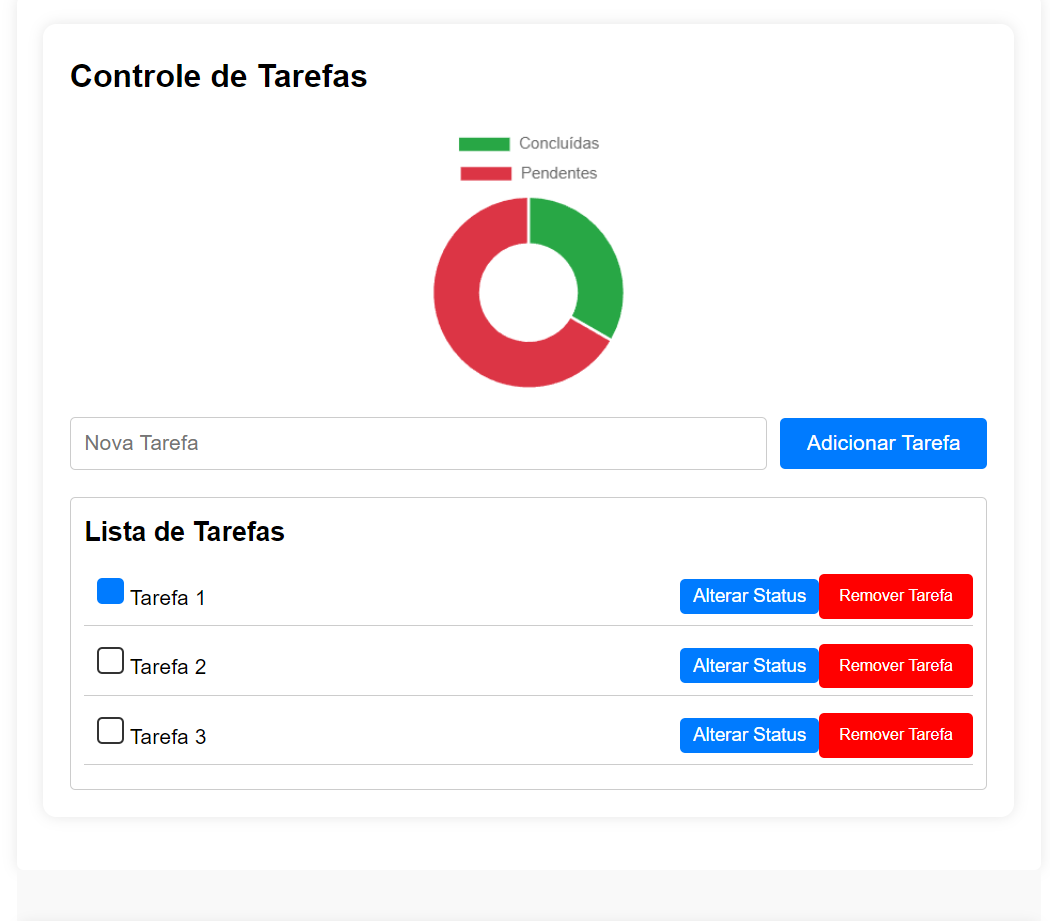 Controle de Tarefas
Concluídas
Pendentes
Nova Tarefa Adicionar Tarefa
Lista de Tarefas
Tarefa 1 Alterar Status Remover Tarefa
Tarefa 2 Alterar Status Remover Tarefa
Tarefa 3 Alterar Status Remover Tarefa